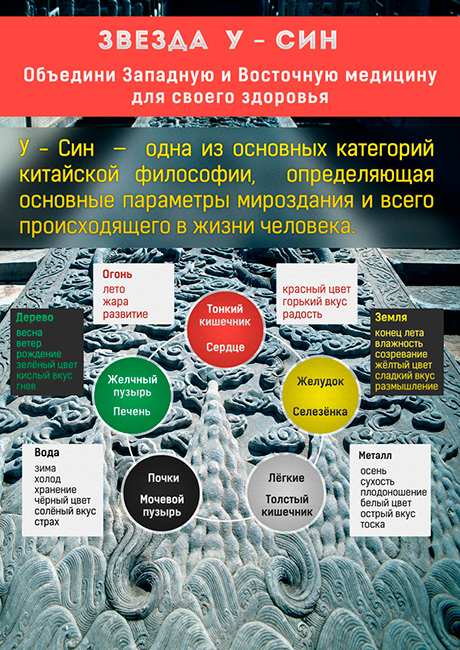 ЗВЕЗДА У – СИН
Объедини Западную и Восточную медицину
для своего здоровья
У – Син – одна из основных категорий
китайской философии, определяющая
основные параметры мироздания и всего
происходящего в жизни человека.
Огонь
лето
жара
развитие
красный цвет
горький вкус
радость
Тонкий
кишечник
Сердце
Дерево
весна
ветер
рождение
зелёный цвет
кислый вкус
гнев
Желчный
пузырь
Печень
Желудок
Селезёнка
Земля
конец лета
влажность
созревание
жёлтый цвет
сладкий вкус
размышление
Вода
зима
холод
хранение
чёрный цвет
солёный вкус
страх
Почки
Мочевой
пузырь
Лёгкие
Толстый
кишечник
Металл
осень
сухость
плодоношение
белый цвет
острый вкус
тоска